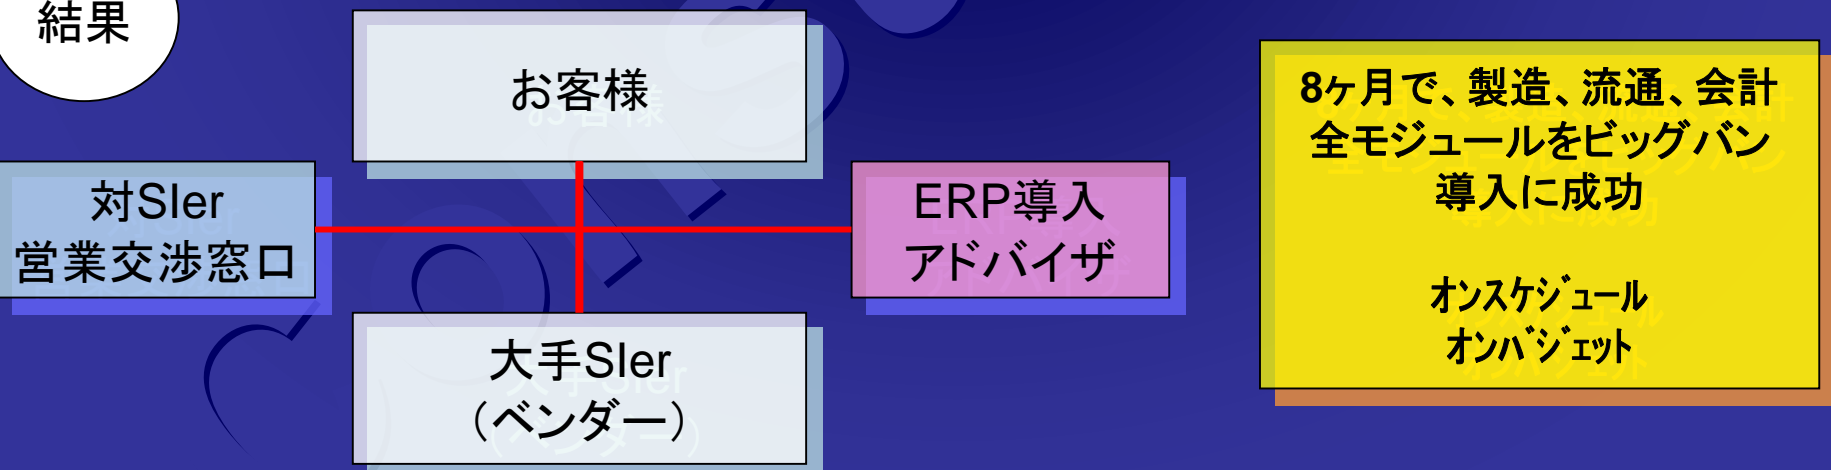 結果
お客様
対SIer
営業交渉窓口
ERP導入
アドバイザ
大手SIer
（ベンダー）
8ヶ月で、製造、流通、会計
全モジュールをビッグバン
導入に成功
オンスケジュール
オンバジェット